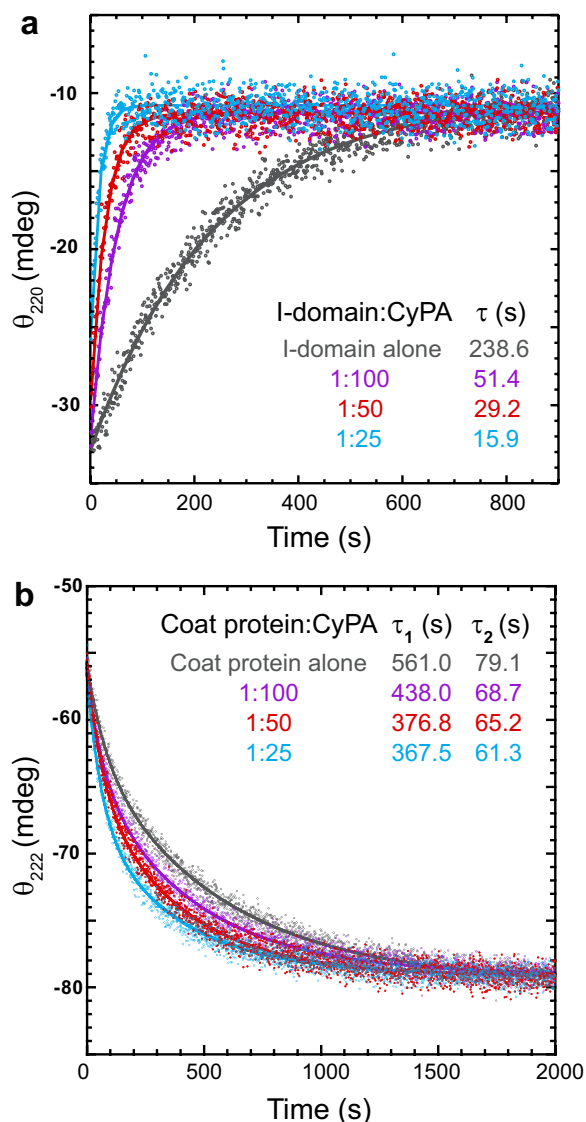 a
-10
-20
-30
θ220 (mdeg)
I-domain:CyPA τ (s)
I-domain alone 238.6
1:100 51.4
1:50 29.2
1:25 15.9
0 200 400 600 800
Time (s)
b
-50
-60
-70
-80
θ222 (mdeg)
Coat protein:CyPA τ1 (s) τ2 (s)
Coat protein alone 561.0 79.1
1:100 438.0 68.7
1:50 376.8 65.2
1:25 367.5 61.3
0 500 1000 1500 2000
Time (s)